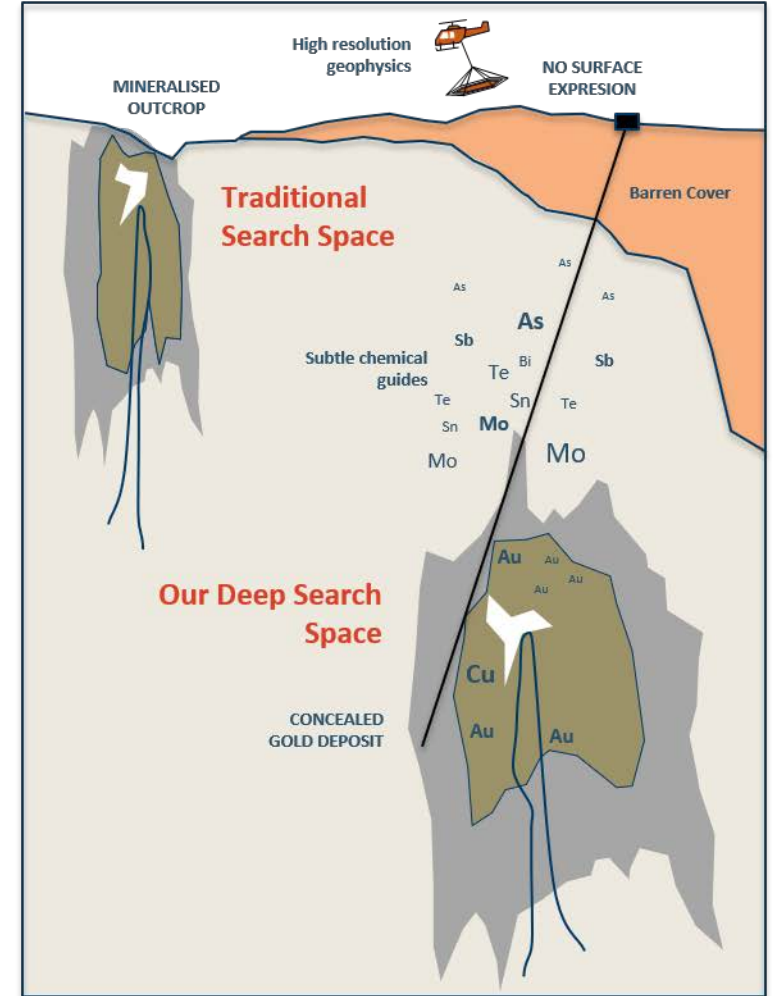 High resolution
geophysics
NO SURFACE
EXPRESION
MINERALISED
OUTCROP
Traditional
Search Space
Barren Cover
As
As
As
As
Sb
Subtle chemical
guides
Bi
Sb
Te
Te
Sn
Te
Sn
Mo
Mo
Mo
Au
Au
Au
Au
Our Deep Search
Space
Cu
CONCEALED
GOLD DEPOSIT
Au
Au